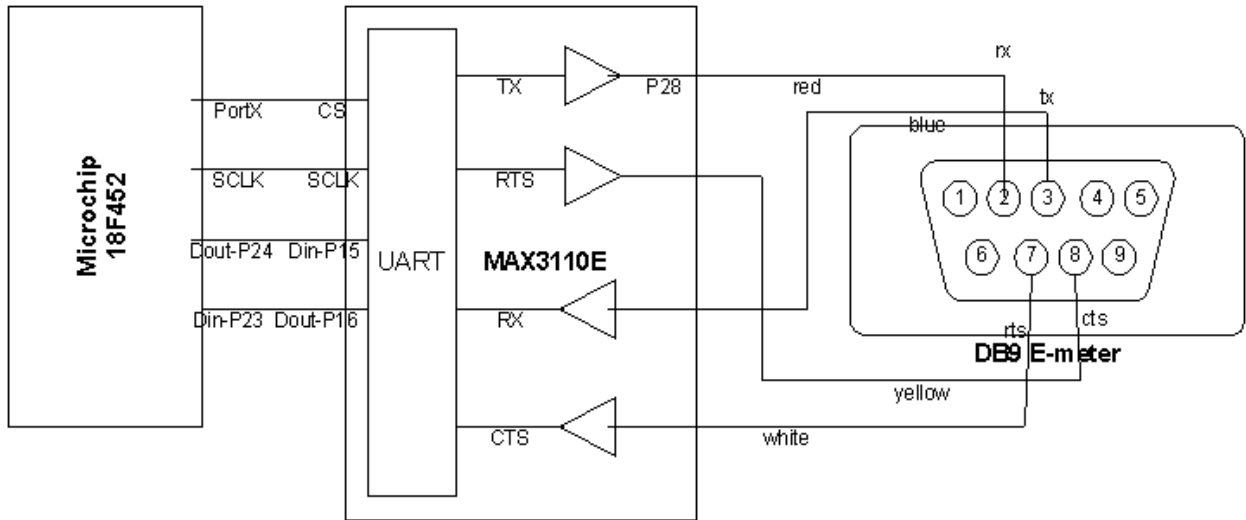 Microchip
18F452
PortX
CS
SCLK
SCLK
Dout-P24
Din-P15
Din-P23
Dout-P16
UART
MAX3110E
TX
P28
RTS
RX
CTS
red
rx
tx
blue
1
2
3
4
5
6
7
8
9
rts
cts
DB9 E-meter
yellow
white